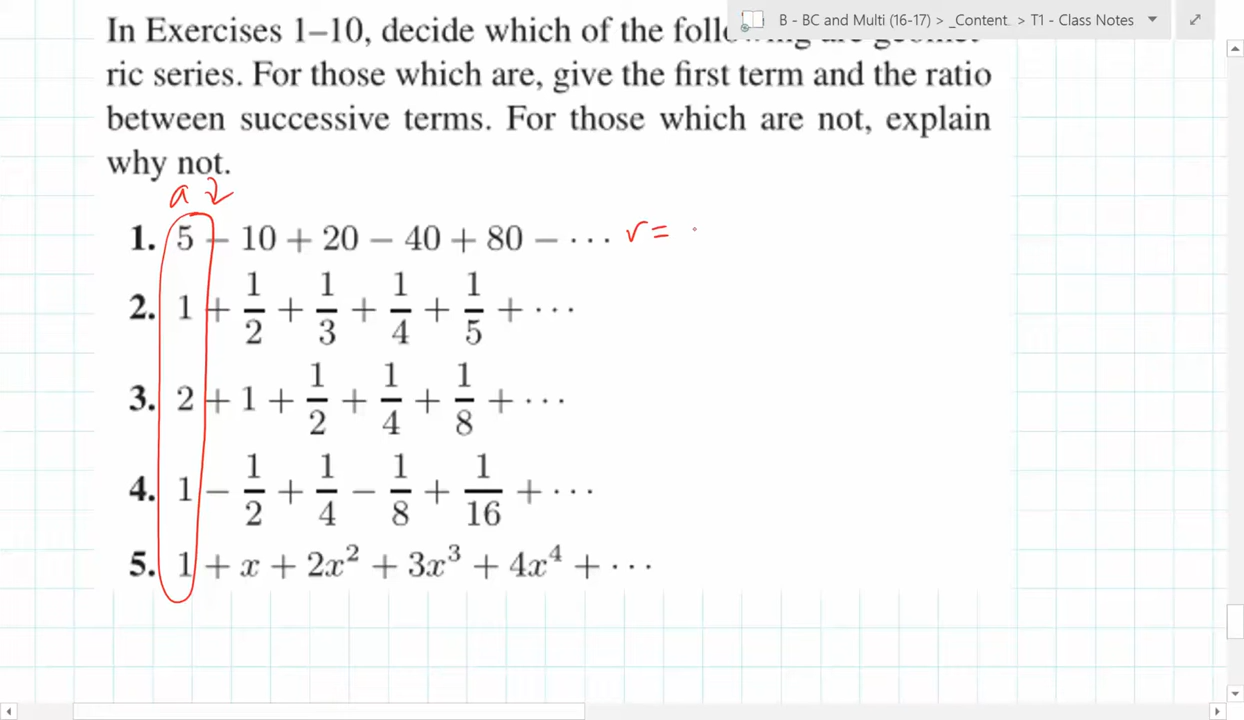 B - BC and Multi (16-17) > _Content > T1 - Class Notes
In Exercises 1–10, decide which of the following are geomet-
ric series. For those which are, give the first term and the ratio
between successive terms. For those which are not, explain
why not.
a
1. 5 − 10 + 20 − 40 + 80 − ··· r =
2. 1 + 1/2 + 1/3 + 1/4 + 1/5 + ···
3. 2 + 1 + 1/2 + 1/4 + 1/8 + ···
4. 1 − 1/2 + 1/4 − 1/8 + 1/16 + ···
5. 1 + x + 2x² + 3x³ + 4x⁴ + ···